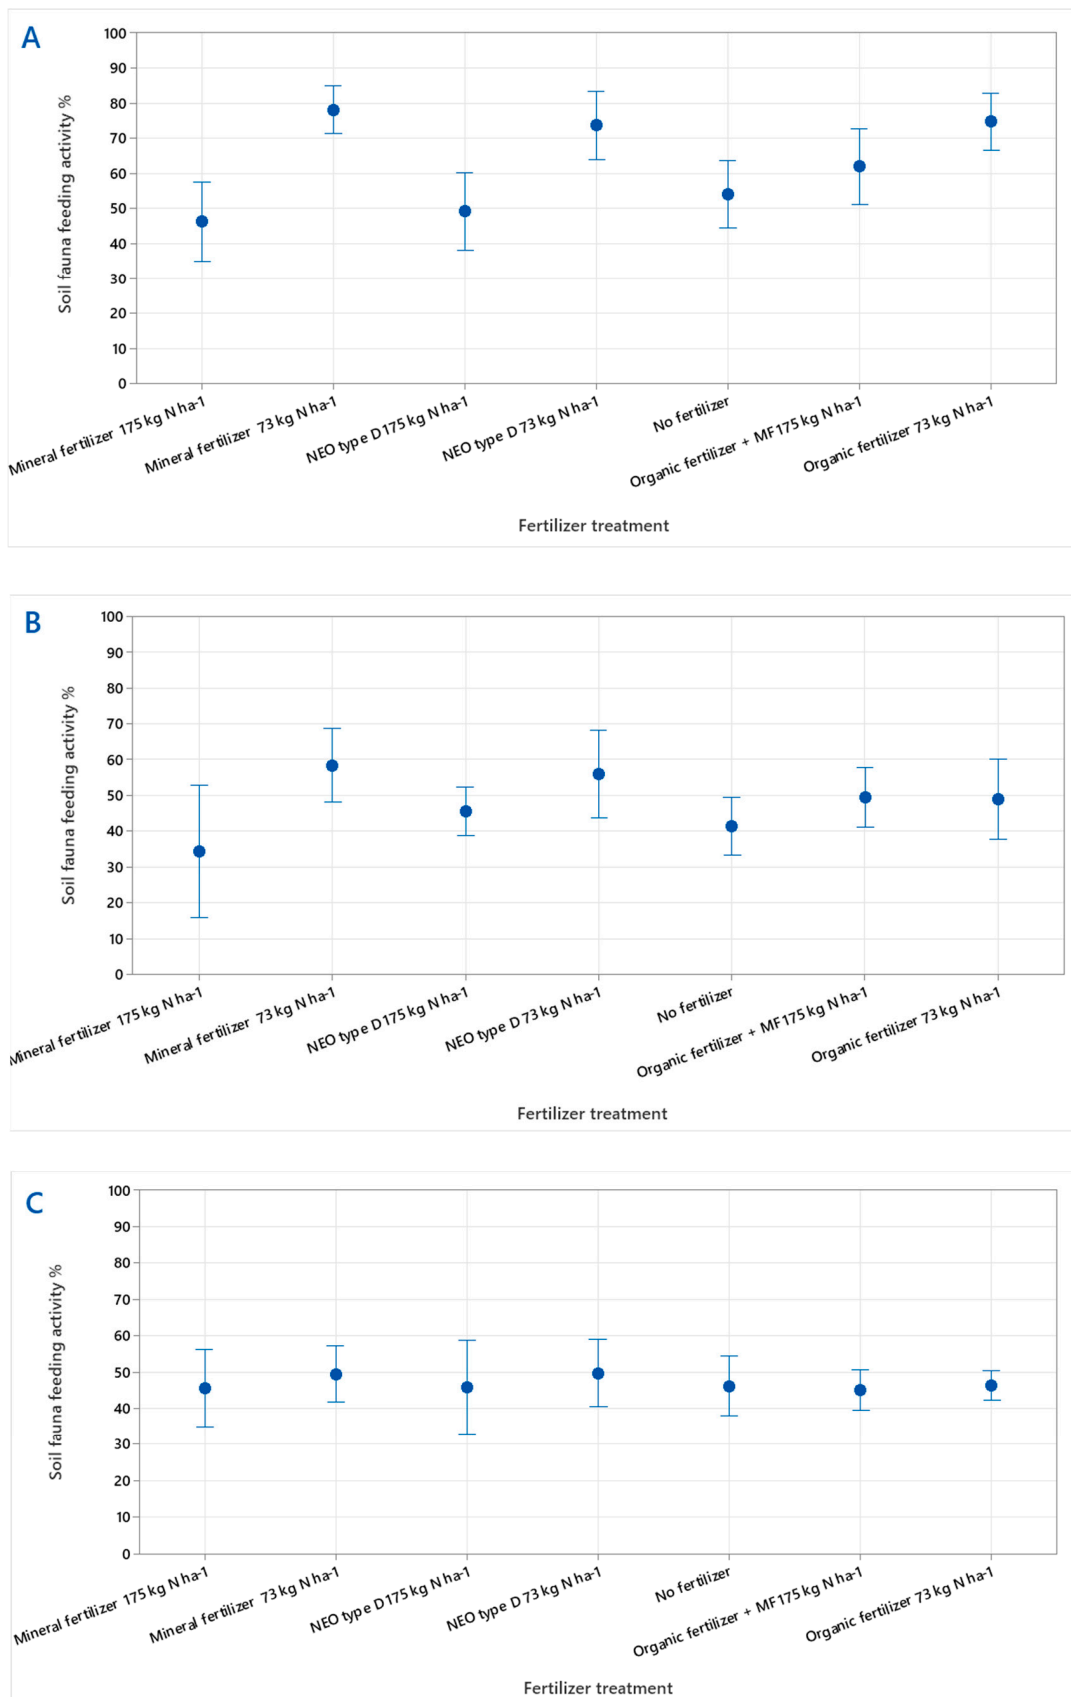 A
Soil fauna feeding activity %
100
90
80
70
60
50
40
30
20
10
0
Mineral fertilizer 175 kg N ha-1
Mineral fertilizer 73 kg N ha-1
NEO type D 175 kg N ha-1
NEO type D 73 kg N ha-1
No fertilizer
Organic fertilizer + MF 175 kg N ha-1
Organic fertilizer 73 kg N ha-1
Fertilizer treatment
B
Soil fauna feeding activity %
100
90
80
70
60
50
40
30
20
10
0
Mineral fertilizer 175 kg N ha-1
Mineral fertilizer 73 kg N ha-1
NEO type D 175 kg N ha-1
NEO type D 73 kg N ha-1
No fertilizer
Organic fertilizer + MF 175 kg N ha-1
Organic fertilizer 73 kg N ha-1
Fertilizer treatment
C
Soil fauna feeding activity %
100
90
80
70
60
50
40
30
20
10
0
Mineral fertilizer 175 kg N ha-1
Mineral fertilizer 73 kg N ha-1
NEO type D 175 kg N ha-1
NEO type D 73 kg N ha-1
No fertilizer
Organic fertilizer + MF 175 kg N ha-1
Organic fertilizer 73 kg N ha-1
Fertilizer treatment